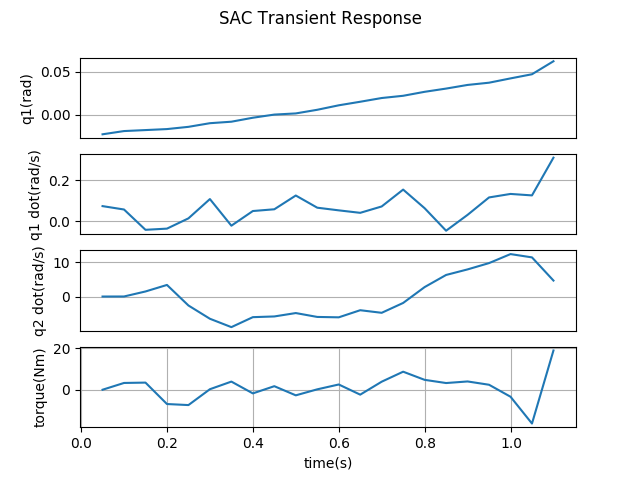 SAC Transient Response
q1(rad)
0.05
0.00
q1 dot(rad/s)
0.2
0.0
q2 dot(rad/s)
10
0
torque(Nm)
20
0
0.0 0.2 0.4 0.6 0.8 1.0
time(s)